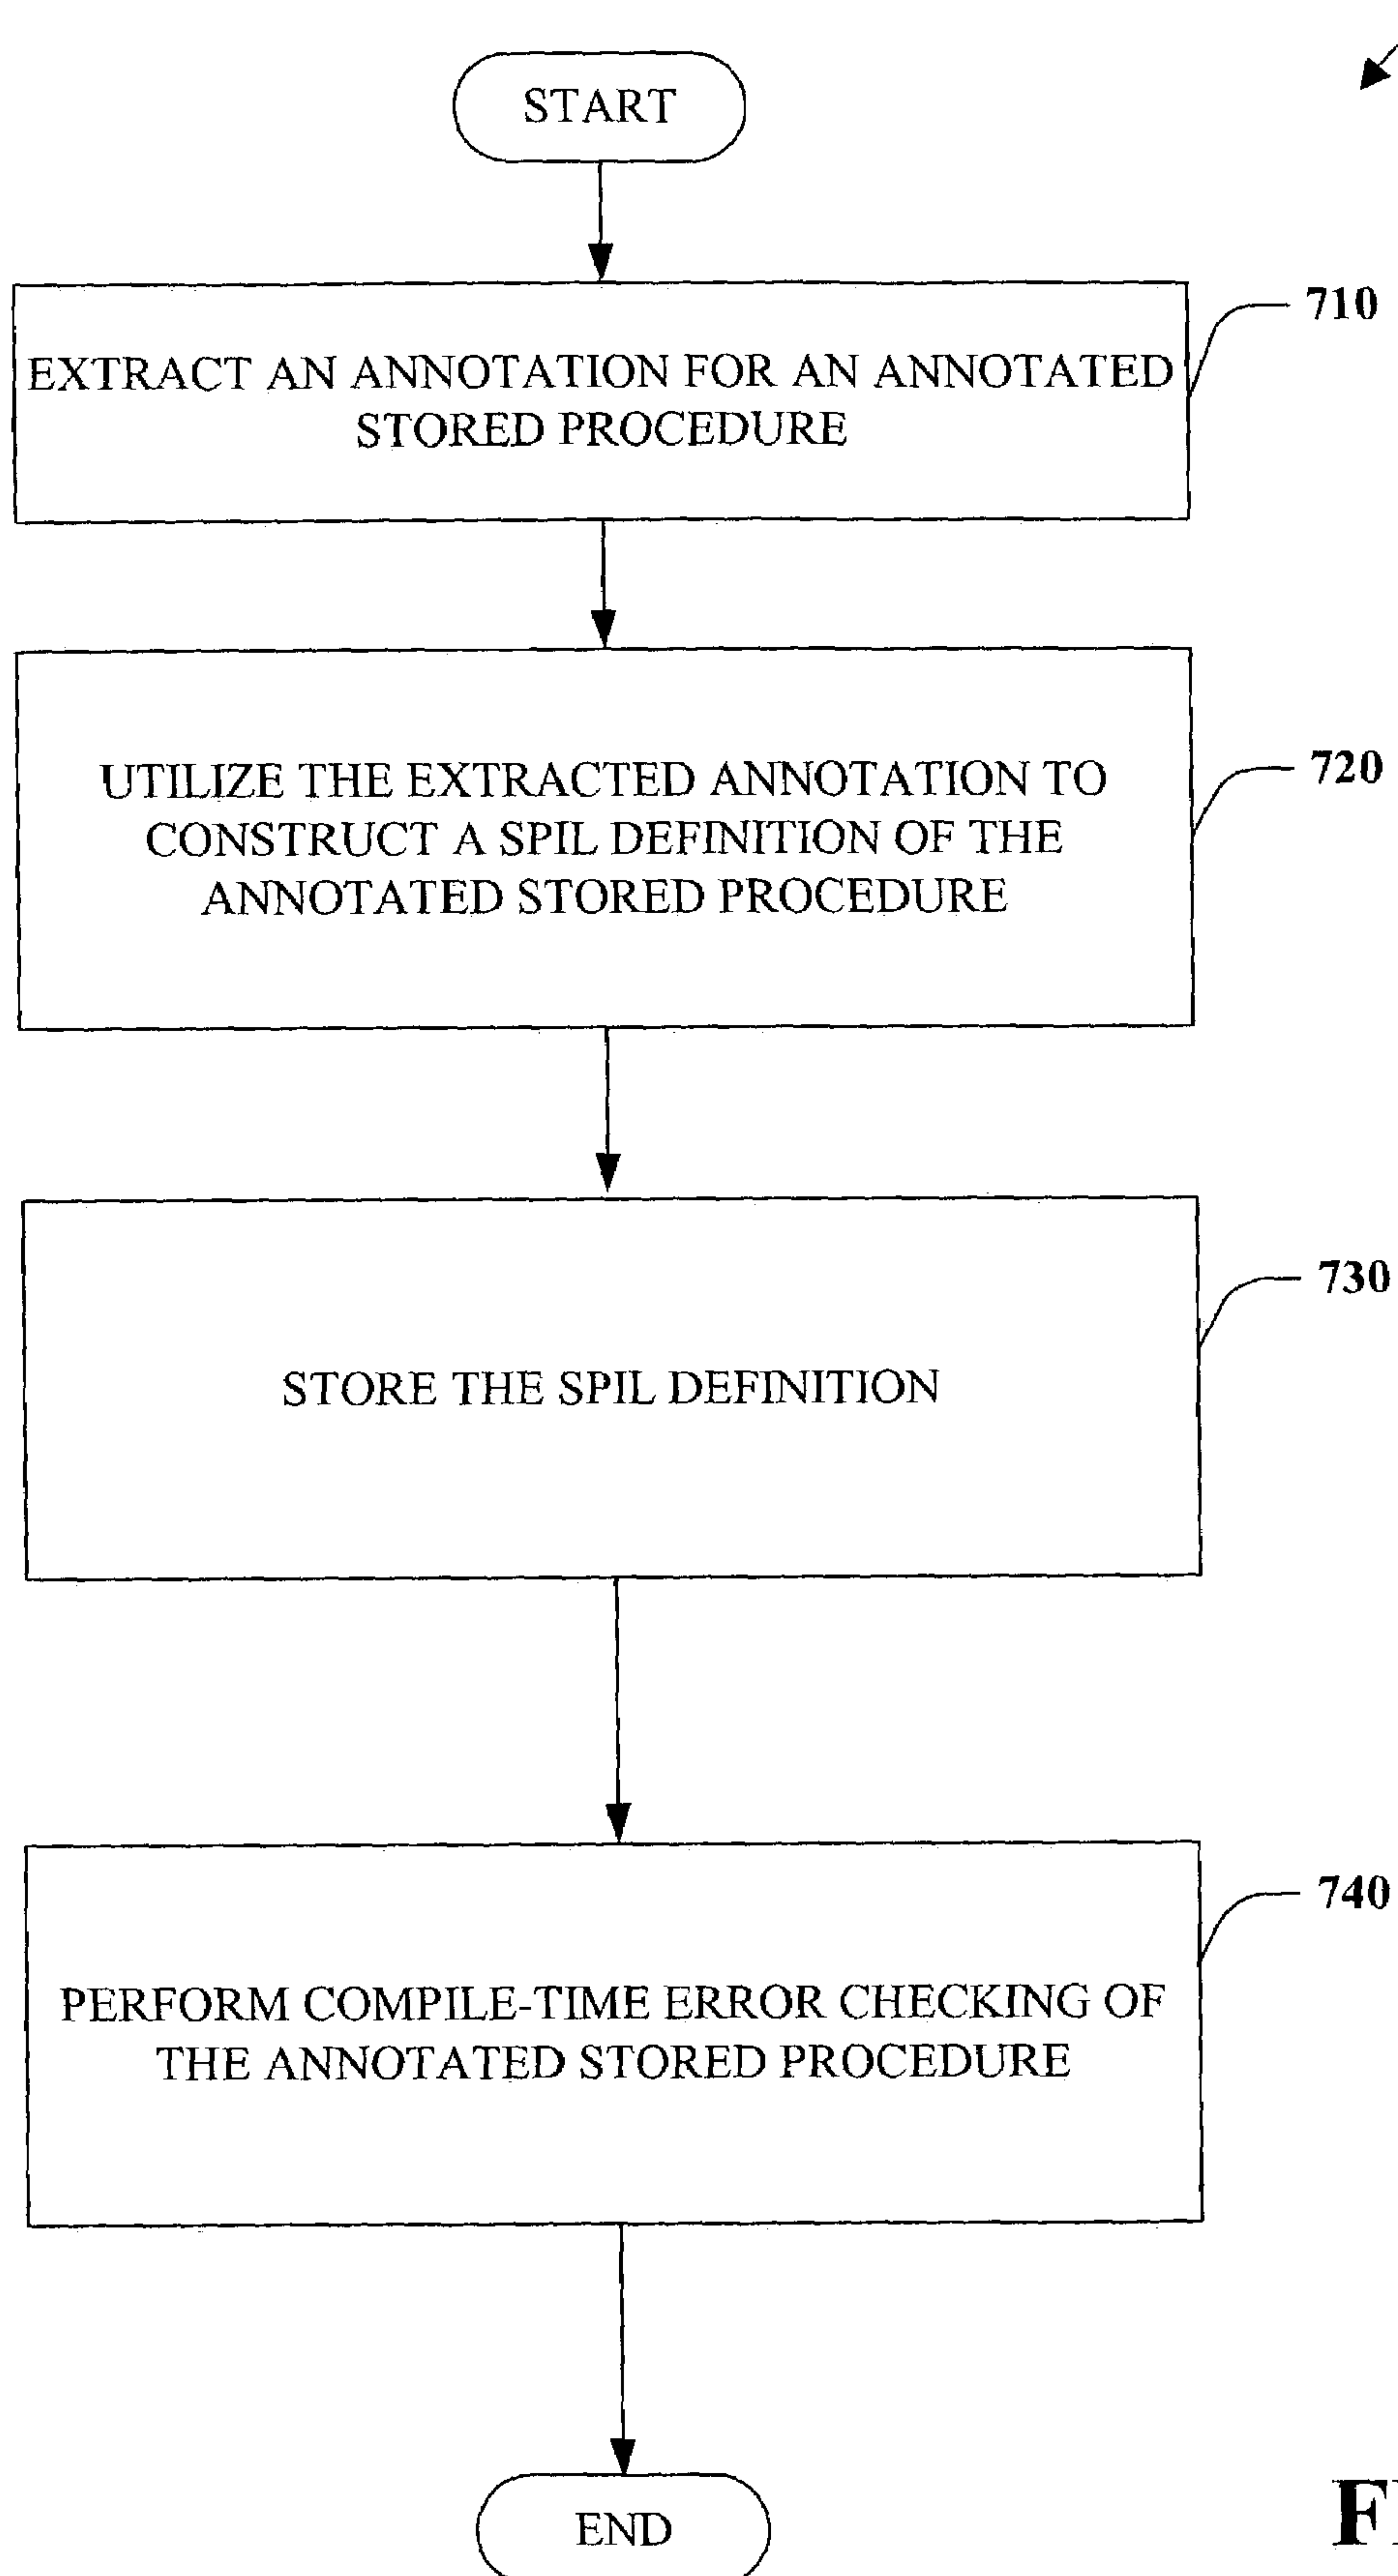 START
710
EXTRACT AN ANNOTATION FOR AN ANNOTATED
STORED PROCEDURE
720
UTILIZE THE EXTRACTED ANNOTATION TO
CONSTRUCT A SPIL DEFINITION OF THE
ANNOTATED STORED PROCEDURE
730
STORE THE SPIL DEFINITION
740
PERFORM COMPILE-TIME ERROR CHECKING OF
THE ANNOTATED STORED PROCEDURE
END